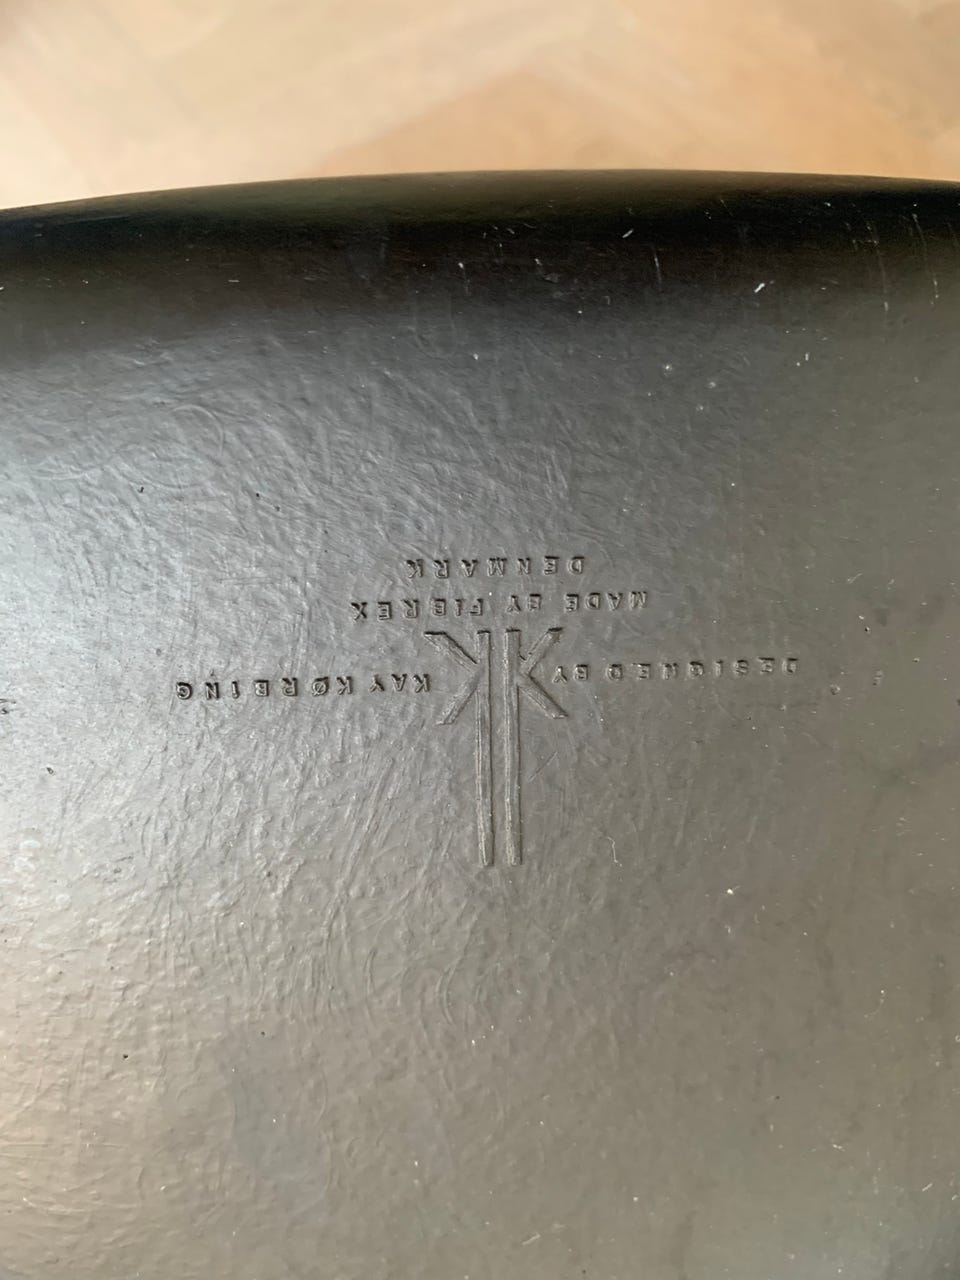 DESIGNED BY KAY KØRBING
MADE BY FIBREX
DENMARK